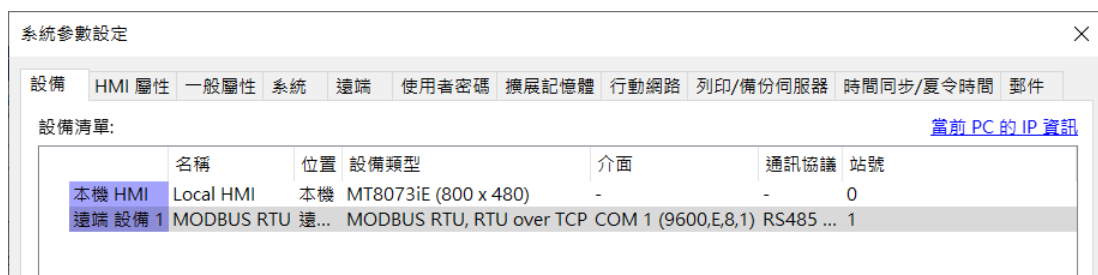 系統參數設定
設備 HMI 屬性 一般屬性 系統 遠端 使用者密碼 擴展記憶體 行動網路 列印/備份伺服器 時間同步/夏令時間 郵件
設備清單: 當前 PC 的 IP 資訊
名稱 位置 設備類型 介面 通訊協議 站號
本機 HMI Local HMI 本機 MT8073iE (800 x 480) - - 0
遠端 設備 1 MODBUS RTU 遠... MODBUS RTU, RTU over TCP COM 1 (9600,E,8,1) RS485 ... 1